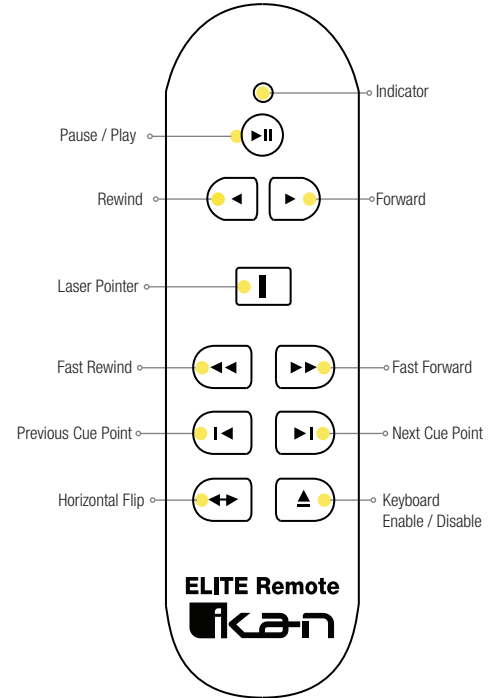 Indicator
Pause / Play
Rewind
Forward
Laser Pointer
Fast Rewind
Fast Forward
Previous Cue Point
Next Cue Point
Horizontal Flip
Keyboard
Enable / Disable
ELITE Remote
ikan